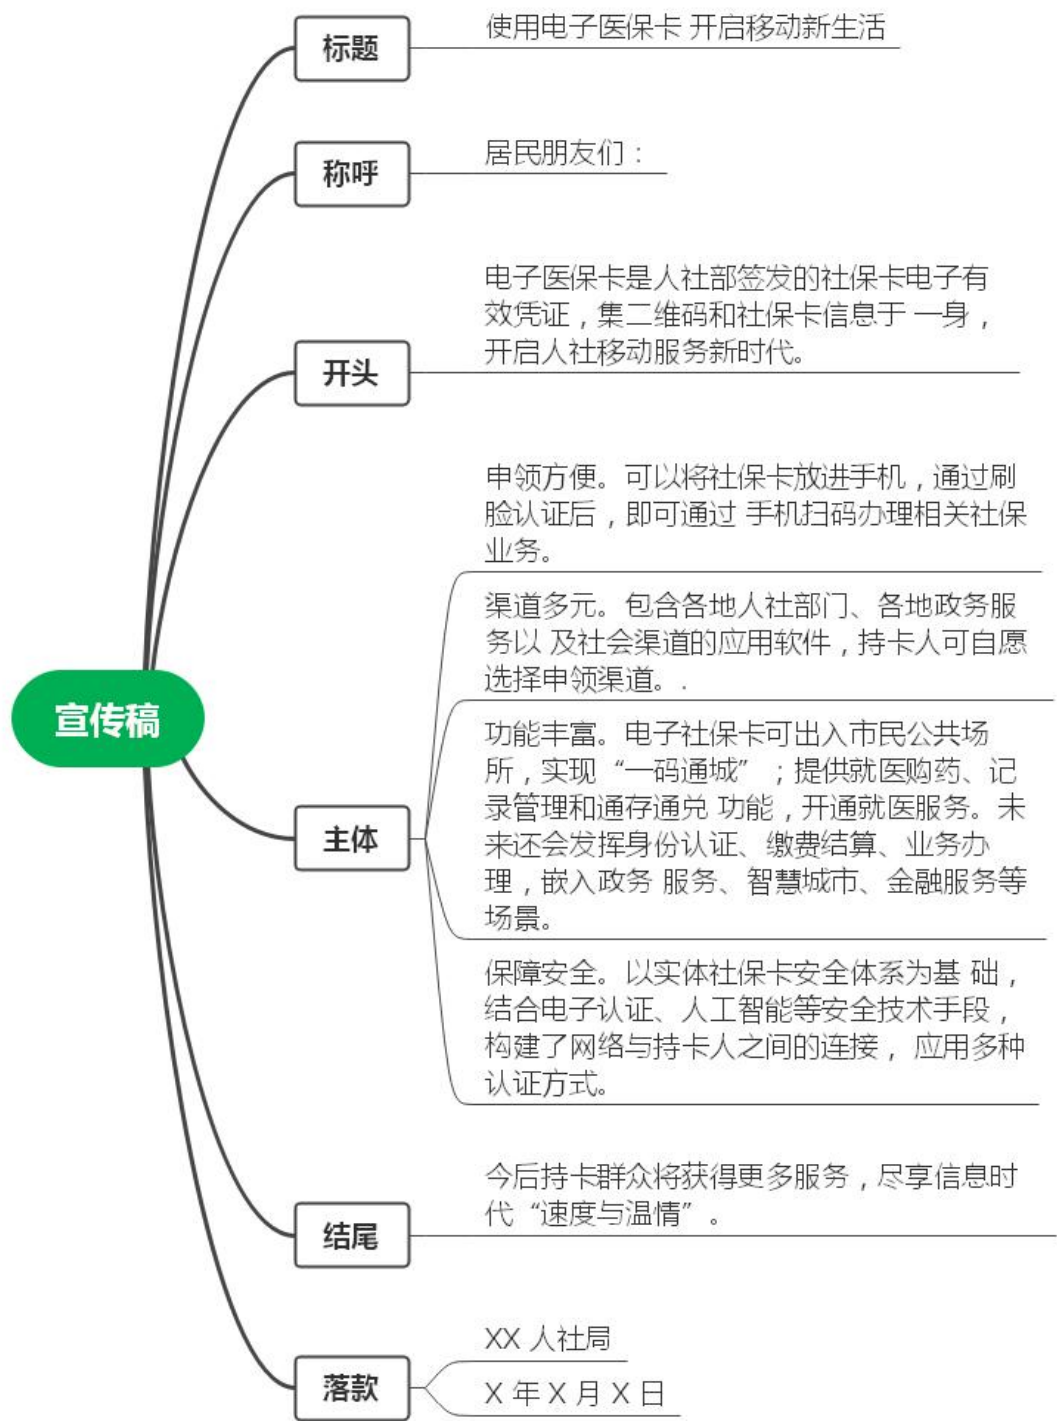 标题
使用电子医保卡 开启移动新生活
称呼
居民朋友们：
开头
电子医保卡是人社部签发的社保卡电子有
效凭证，集二维码和社保卡信息于 一身，
开启人社移动服务新时代。
宣传稿
主体
申领方便。可以将社保卡放进手机，通过刷
脸认证后，即可通过 手机扫码办理相关社保
业务。
渠道多元。包含各地人社部门、各地政务服
务以 及社会渠道的应用软件，持卡人可自愿
选择申领渠道。.
功能丰富。电子社保卡可出入市民公共场
所，实现“一码通城”；提供就医购药、记
录管理和通存通兑 功能，开通就医服务。未
来还会发挥身份认证、缴费结算、业务办
理，嵌入政务 服务、智慧城市、金融服务等
场景。
保障安全。以实体社保卡安全体系为基 础，
结合电子认证、人工智能等安全技术手段，
构建了网络与持卡人之间的连接， 应用多种
认证方式。
结尾
今后持卡群众将获得更多服务，尽享信息时
代“速度与温情”。
落款
XX 人社局
X 年 X 月 X 日